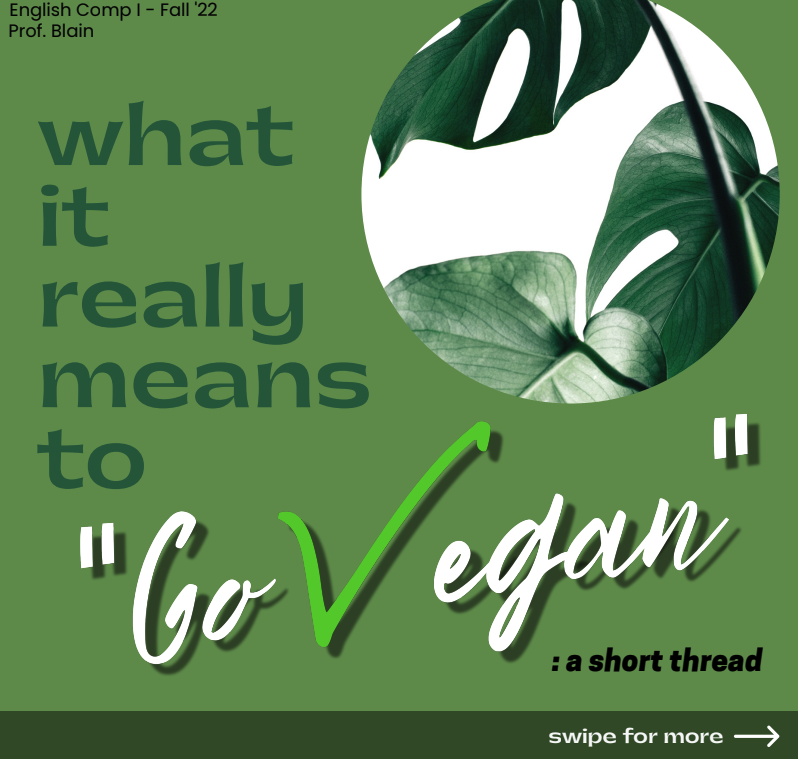 English Comp I - Fall '22
Prof. Blain
what
it
really
means
to
"Go Vegan"
: a short thread
swipe for more